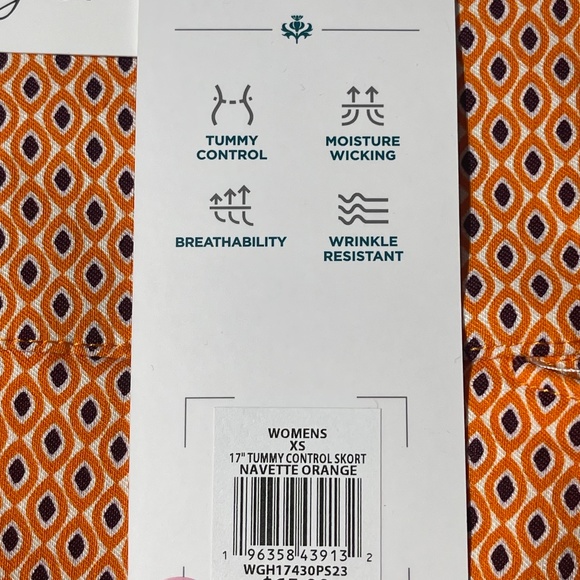 TUMMY
CONTROL
MOISTURE
WICKING
BREATHABILITY
WRINKLE
RESISTANT
WOMENS
XS
17" TUMMY CONTROL SKORT
NAVETTE ORANGE
1 96358 43913 2
WGH17430PS23